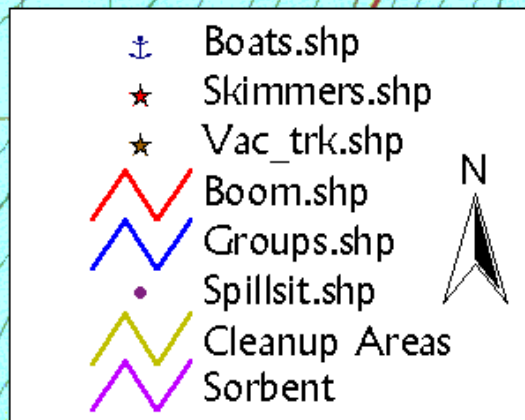 Boats.shp
Skimmers.shp
Vac_trk.shp
N
Boom.shp
Groups.shp
Spillsit.shp
Cleanup Areas
Sorbent